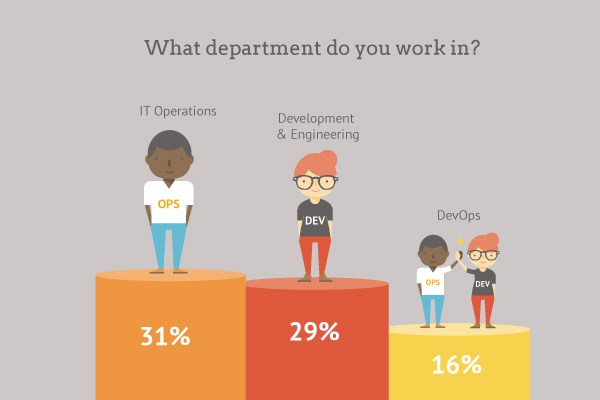 What department do you work in?
IT Operations
Development
& Engineering
DevOps
OPS
DEV
OPS
DEV
31%
29%
16%